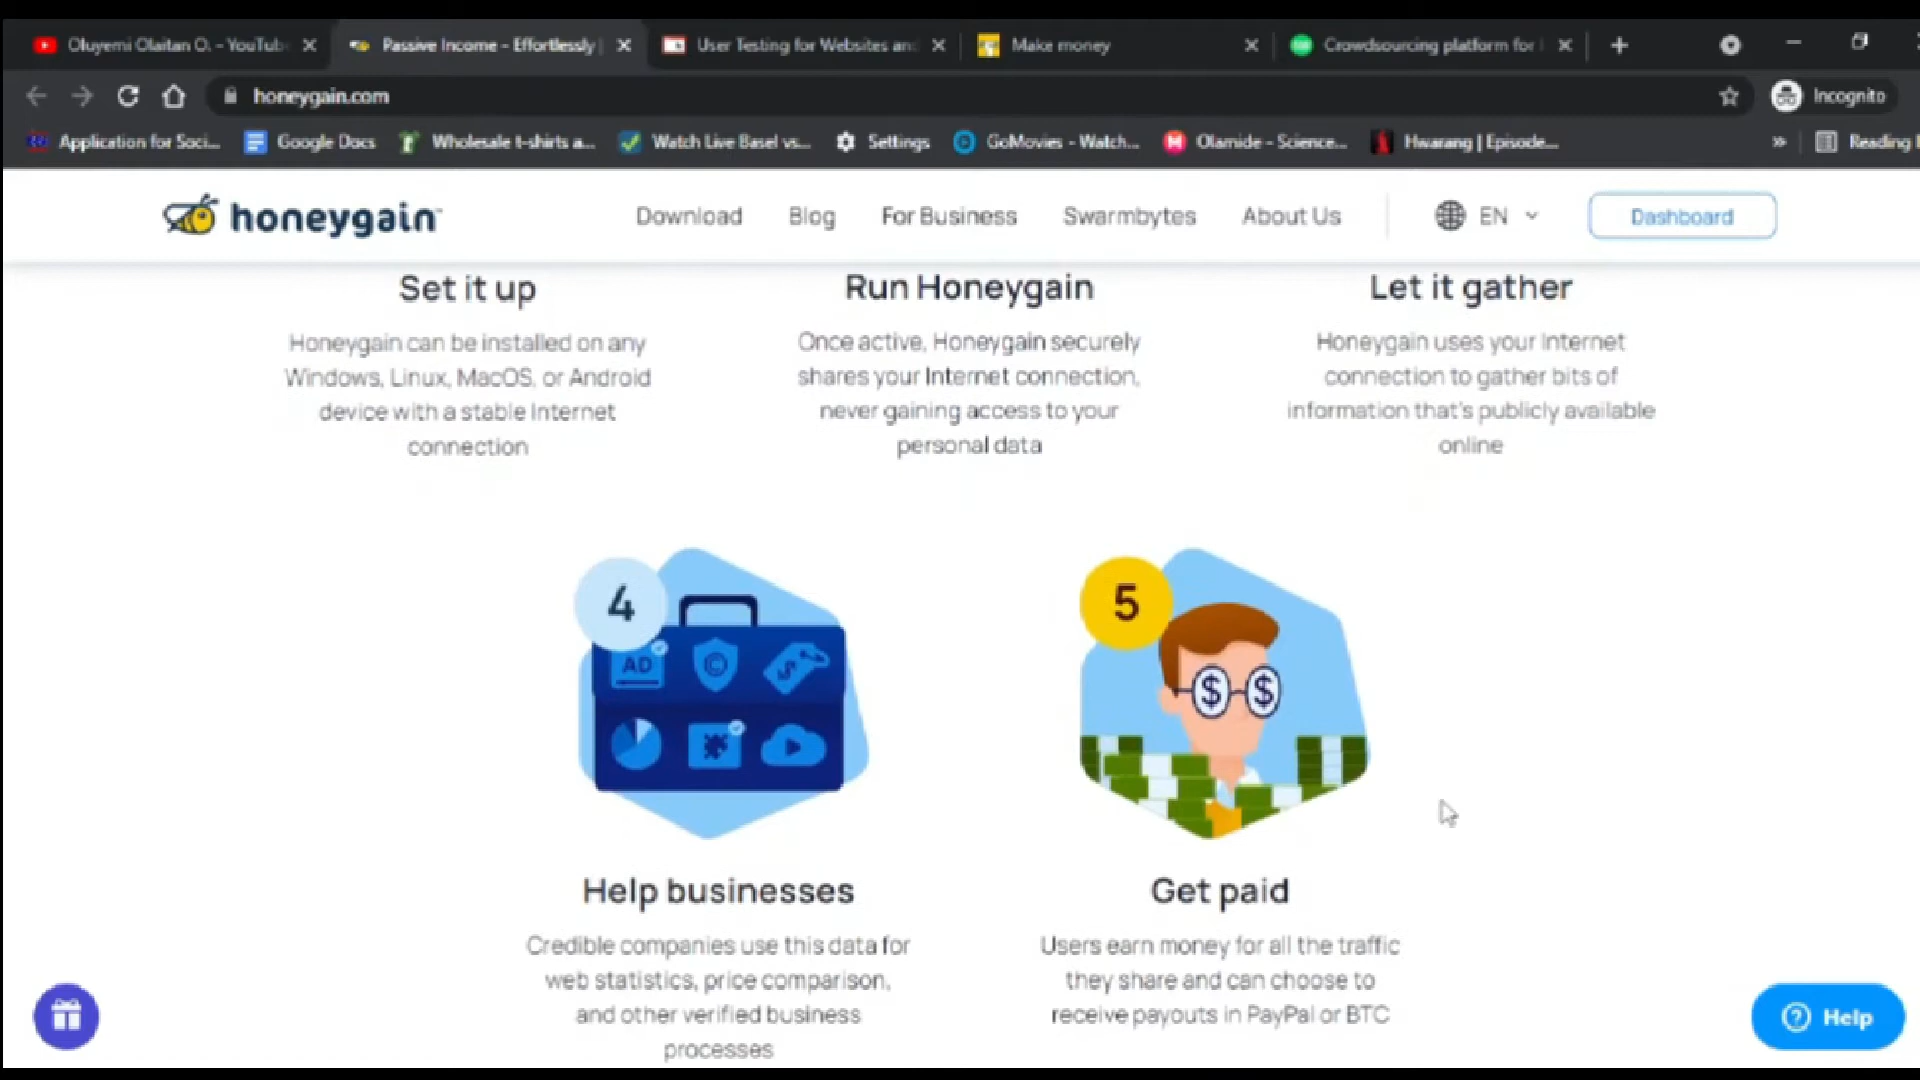 Oluyemi Olaitan O. - YouTub
Passive Income - Effortlessly
User Testing for Websites and
Make money
Crowdsourcing platform for
honeygain.com
Incognito
Application for Soci...
Google Docs
Wholesale t-shirts a...
Watch Live Basel vs...
Settings
GoMovies - Watch...
Olamide - Science...
Hwarang | Episode...
»
Reading
honeygain
Download
Blog
For Business
Swarmbytes
About Us
EN
Dashboard
Set it up
Honeygain can be installed on any
Windows, Linux, MacOS, or Android
device with a stable Internet
connection
Run Honeygain
Once active, Honeygain securely
shares your Internet connection,
never gaining access to your
personal data
Let it gather
Honeygain uses your Internet
connection to gather bits of
information that's publicly available
online
4
AD
©
$
5
$ $
Help businesses
Credible companies use this data for
web statistics, price comparison,
and other verified business
processes
Get paid
Users earn money for all the traffic
they share and can choose to
receive payouts in PayPal or BTC
Help